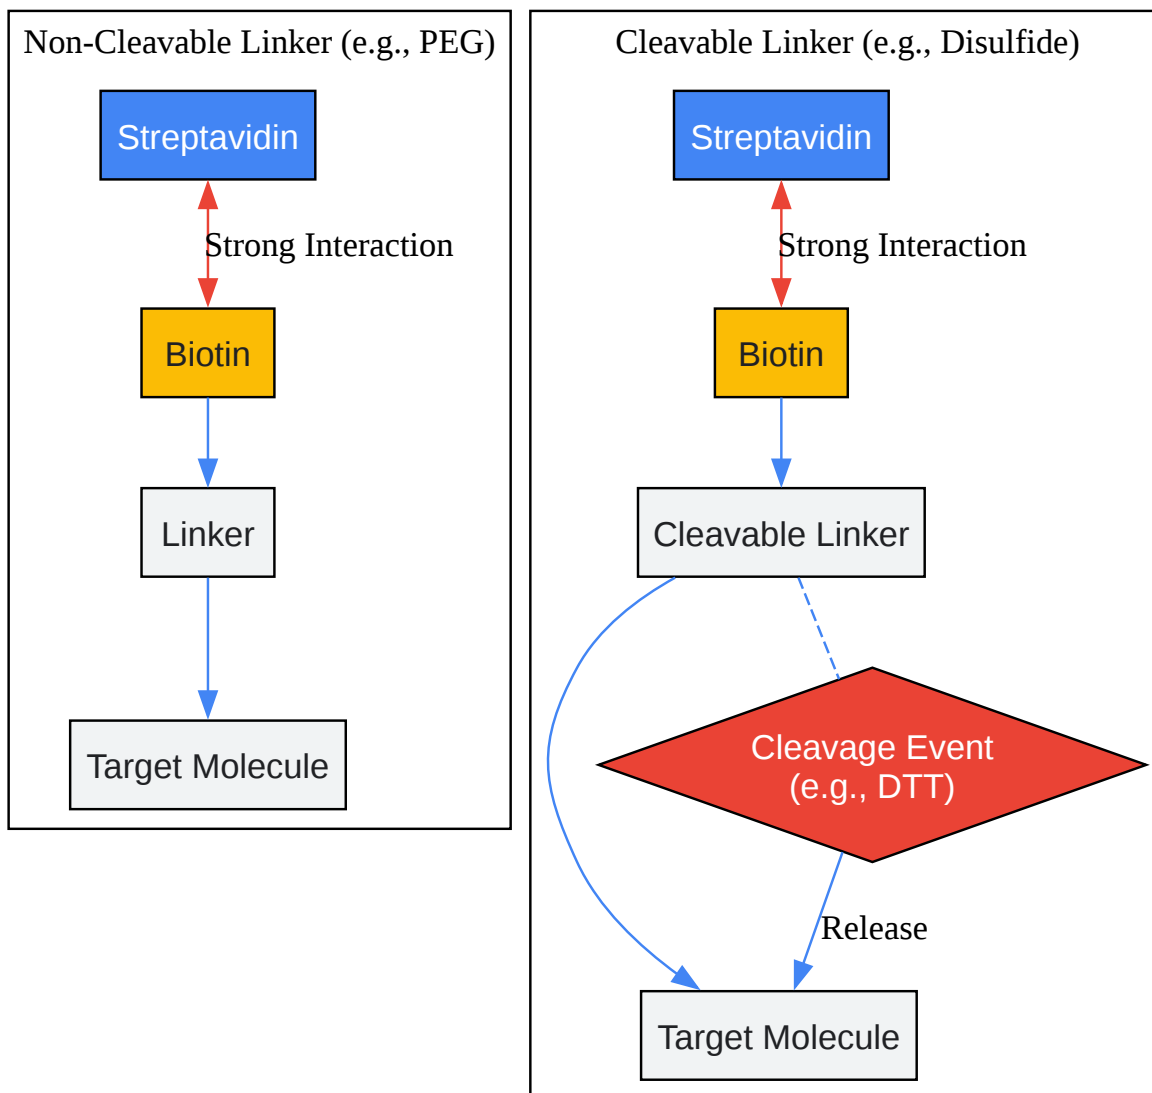 Non-Cleavable Linker (e.g., PEG)
Streptavidin
Strong Interaction
Biotin
Linker
Target Molecule
Cleavable Linker (e.g., Disulfide)
Streptavidin
Strong Interaction
Biotin
Cleavable Linker
Cleavage Event
(e.g., DTT)
Release
Target Molecule